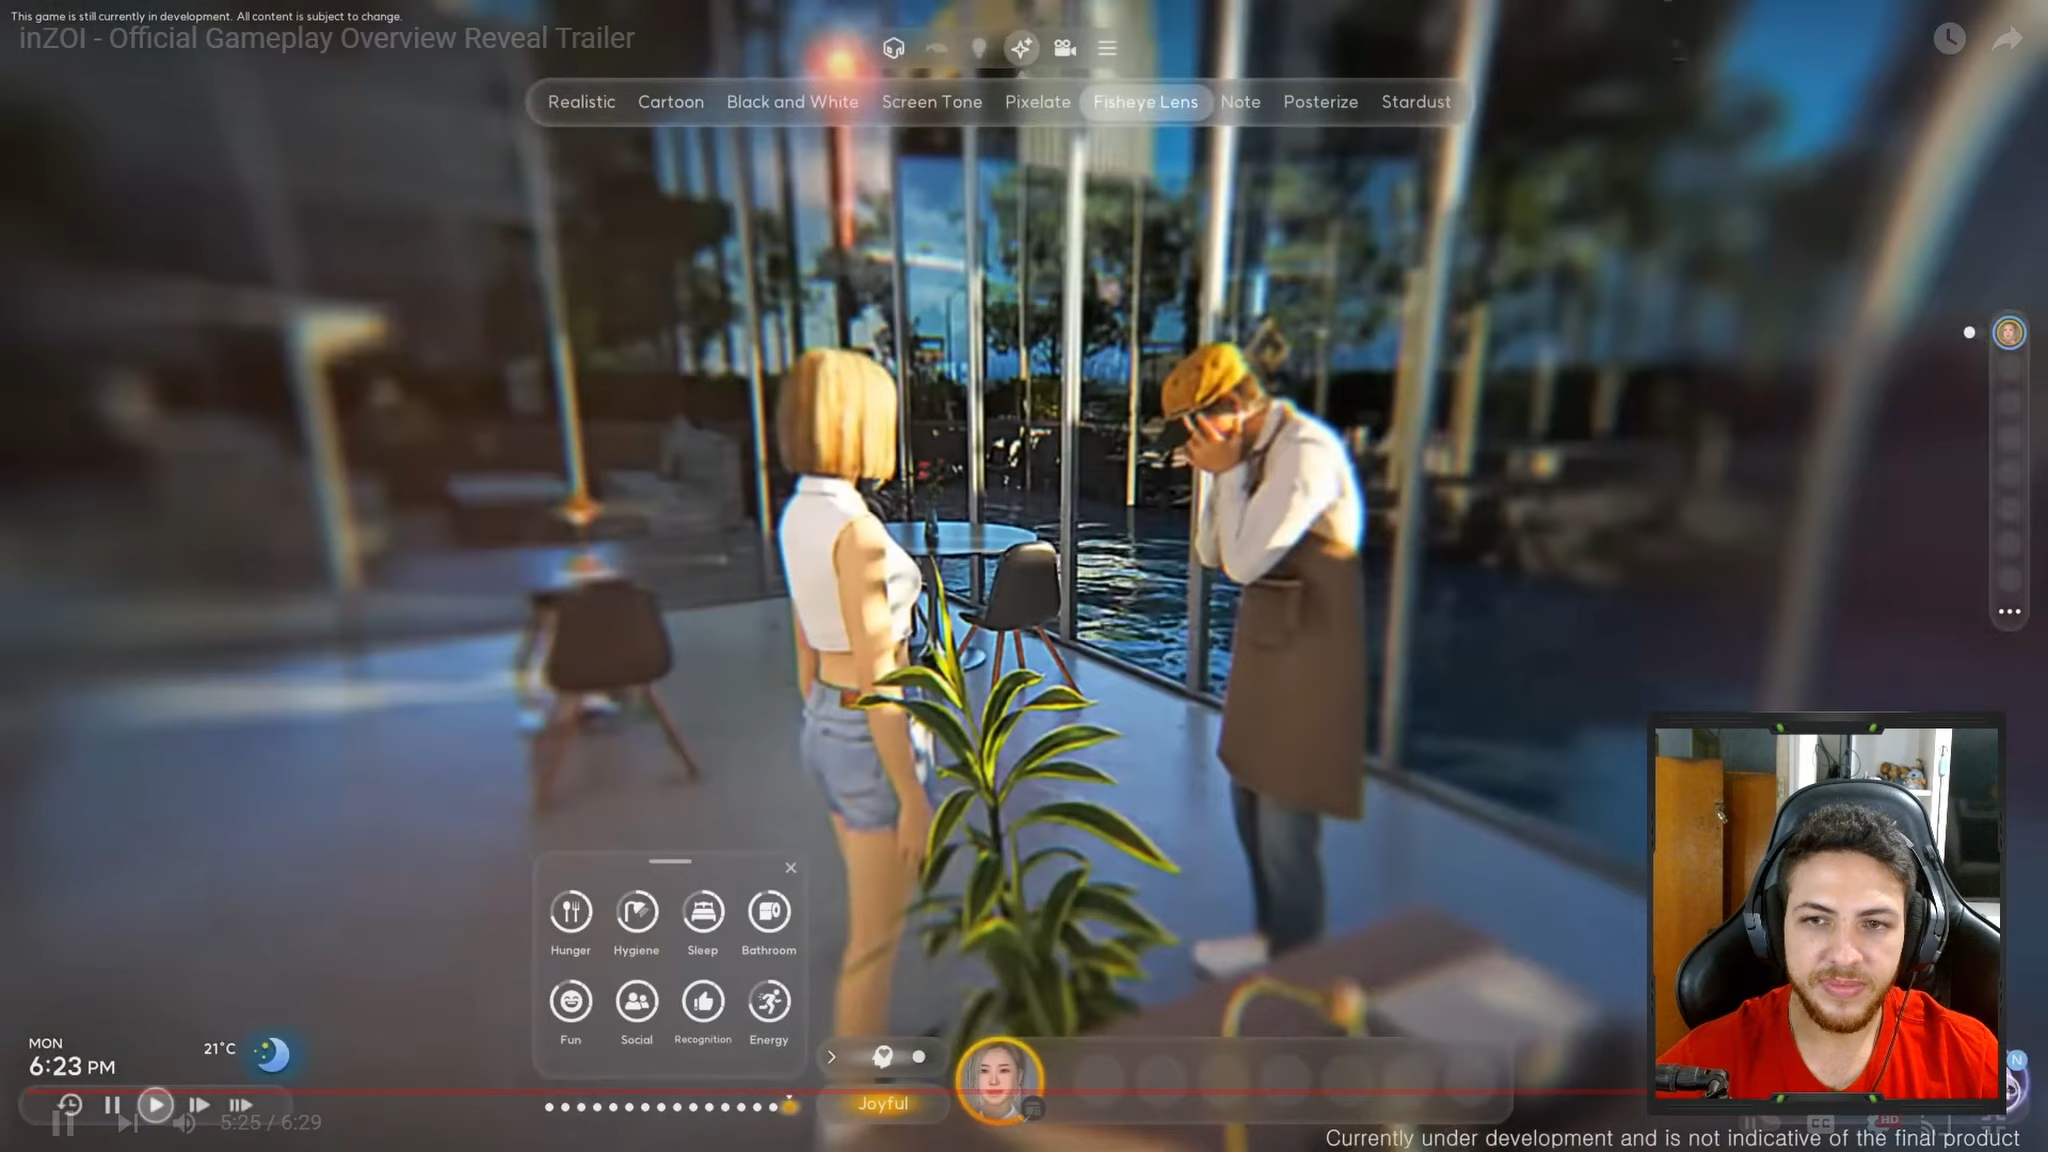 This game is still currently in development. All content is subject to change.
inZOI - Official Gameplay Overview Reveal Trailer
Realistic Cartoon Black and White Screen Tone Pixelate Fisheye Lens Note Posterize Stardust
Hunger Hygiene Sleep Bathroom
Fun Social Recognition Energy
MON
6:23 PM
21°C
Joyful
5:25 / 6:29
CC
HD
N
Currently under development and is not indicative of the final product